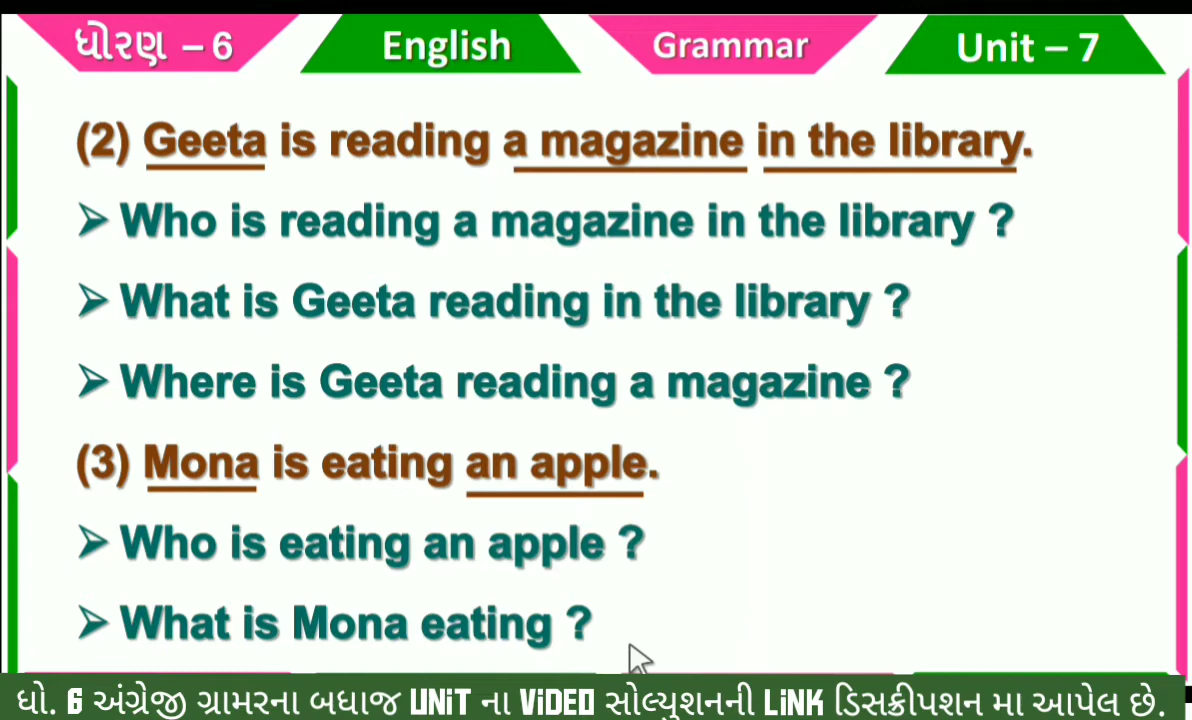 ધોરણ – 6
English
Grammar
Unit – 7
(2) Geeta is reading a magazine in the library.
➢ Who is reading a magazine in the library ?
➢ What is Geeta reading in the library ?
➢ Where is Geeta reading a magazine ?
(3) Mona is eating an apple.
➢ Who is eating an apple ?
➢ What is Mona eating ?
ધો. 6 અંગ્રેજી ગ્રામરના બધાજ UNiT ના ViDEO સોલ્યુશનની LiNK ડિસક્રીપશન મા આપેલ છે.